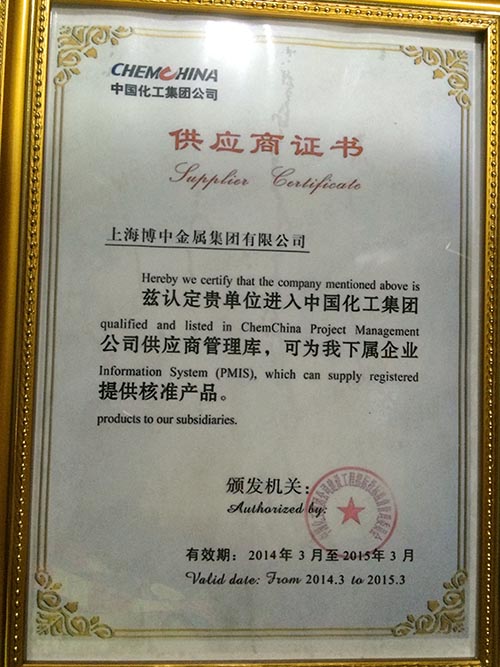 CHEMCHINA
中国化工集团公司
供应商证书
Supplier Certificate
上海博中金属集团有限公司
Hereby we certify that the company mentioned above is
兹认定贵单位进入中国化工集团
qualified and listed in ChemChina Project Management
公司供应商管理库，可为我下属企业
Information System (PMIS), which can supply registered
提供核准产品。
products to our subsidiaries.
颁发机关：
Authorized by:
有效期：2014年3月至2015年3月
Valid date: From 2014.3 to 2015.3